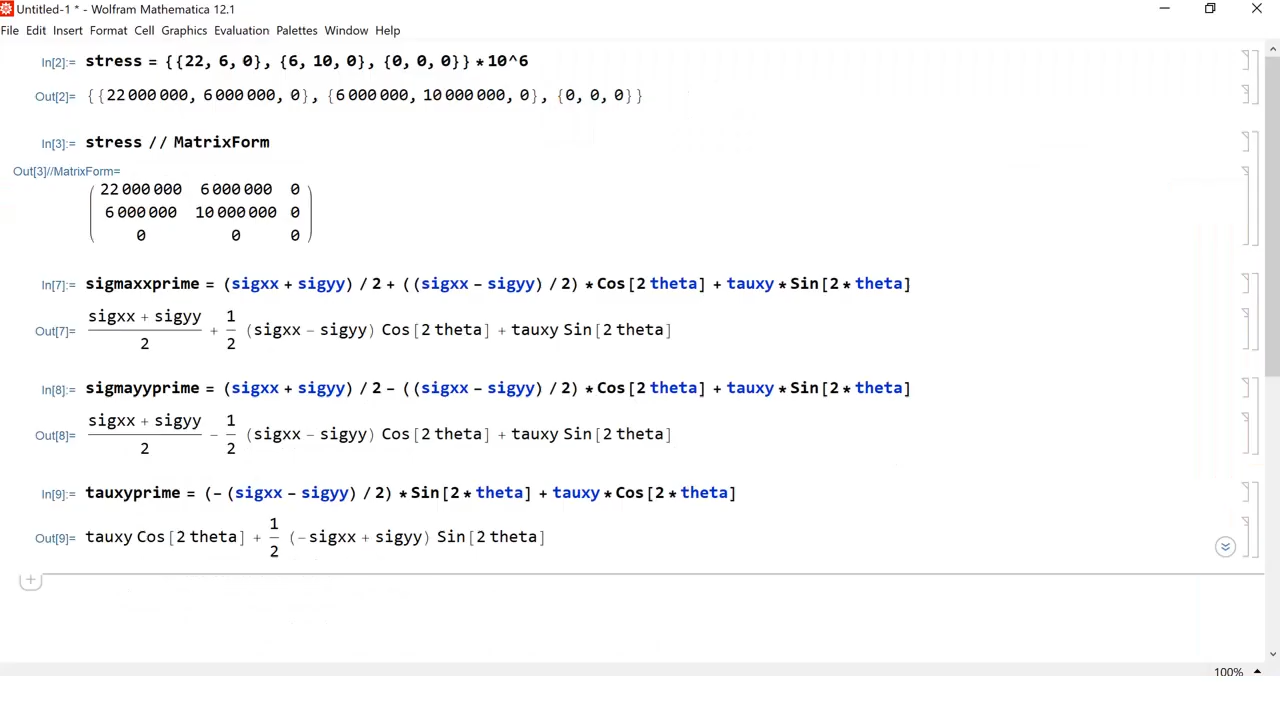 Untitled-1 * - Wolfram Mathematica 12.1
File Edit Insert Format Cell Graphics Evaluation Palettes Window Help
In[2]:= stress = {{22, 6, 0}, {6, 10, 0}, {0, 0, 0}} * 10^6
Out[2]= {{22 000 000, 6 000 000, 0}, {6 000 000, 10 000 000, 0}, {0, 0, 0}}
In[3]:= stress // MatrixForm
Out[3]//MatrixForm=
22 000 000 6 000 000 0
6 000 000 10 000 000 0
0 0 0
In[7]:= sigmaxxprime = (sigxx + sigyy) / 2 + ((sigxx - sigyy) / 2) * Cos[2 theta] + tauxy * Sin[2 * theta]
Out[7]= (sigxx + sigyy)/2 + 1/2 (sigxx - sigyy) Cos[2 theta] + tauxy Sin[2 theta]
In[8]:= sigmayyprime = (sigxx + sigyy) / 2 - ((sigxx - sigyy) / 2) * Cos[2 theta] + tauxy * Sin[2 * theta]
Out[8]= (sigxx + sigyy)/2 - 1/2 (sigxx - sigyy) Cos[2 theta] + tauxy Sin[2 theta]
In[9]:= tauxyprime = (- (sigxx - sigyy) / 2) * Sin[2 * theta] + tauxy * Cos[2 * theta]
Out[9]= tauxy Cos[2 theta] + 1/2 (- sigxx + sigyy) Sin[2 theta]
100%